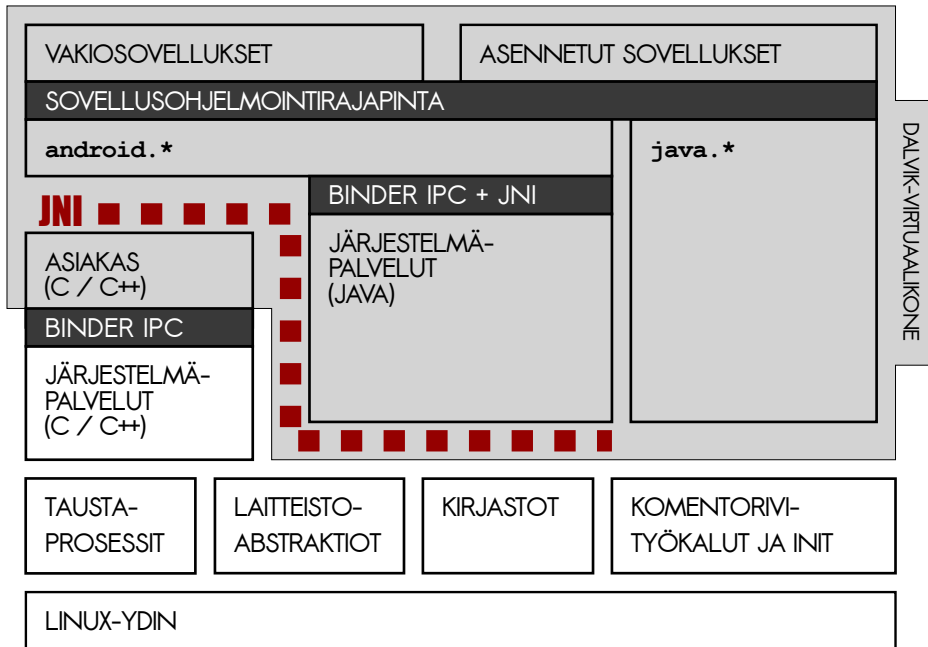 VAKIOSOVELLUKSET
ASENNETUT SOVELLUKSET
SOVELLUSOHJELMOINTIRAJAPINTA
android.*
java.*
DALVIK-VIRTUAALIKONE
JNI
BINDER IPC + JNI
JÄRJESTELMÄ-
PALVELUT
(JAVA)
ASIAKAS
(C / C++)
BINDER IPC
JÄRJESTELMÄ-
PALVELUT
(C / C++)
TAUSTA-
PROSESSIT
LAITTEISTO-
ABSTRAKTIOT
KIRJASTOT
KOMENTORIVI-
TYÖKALUT JA INIT
LINUX-YDIN